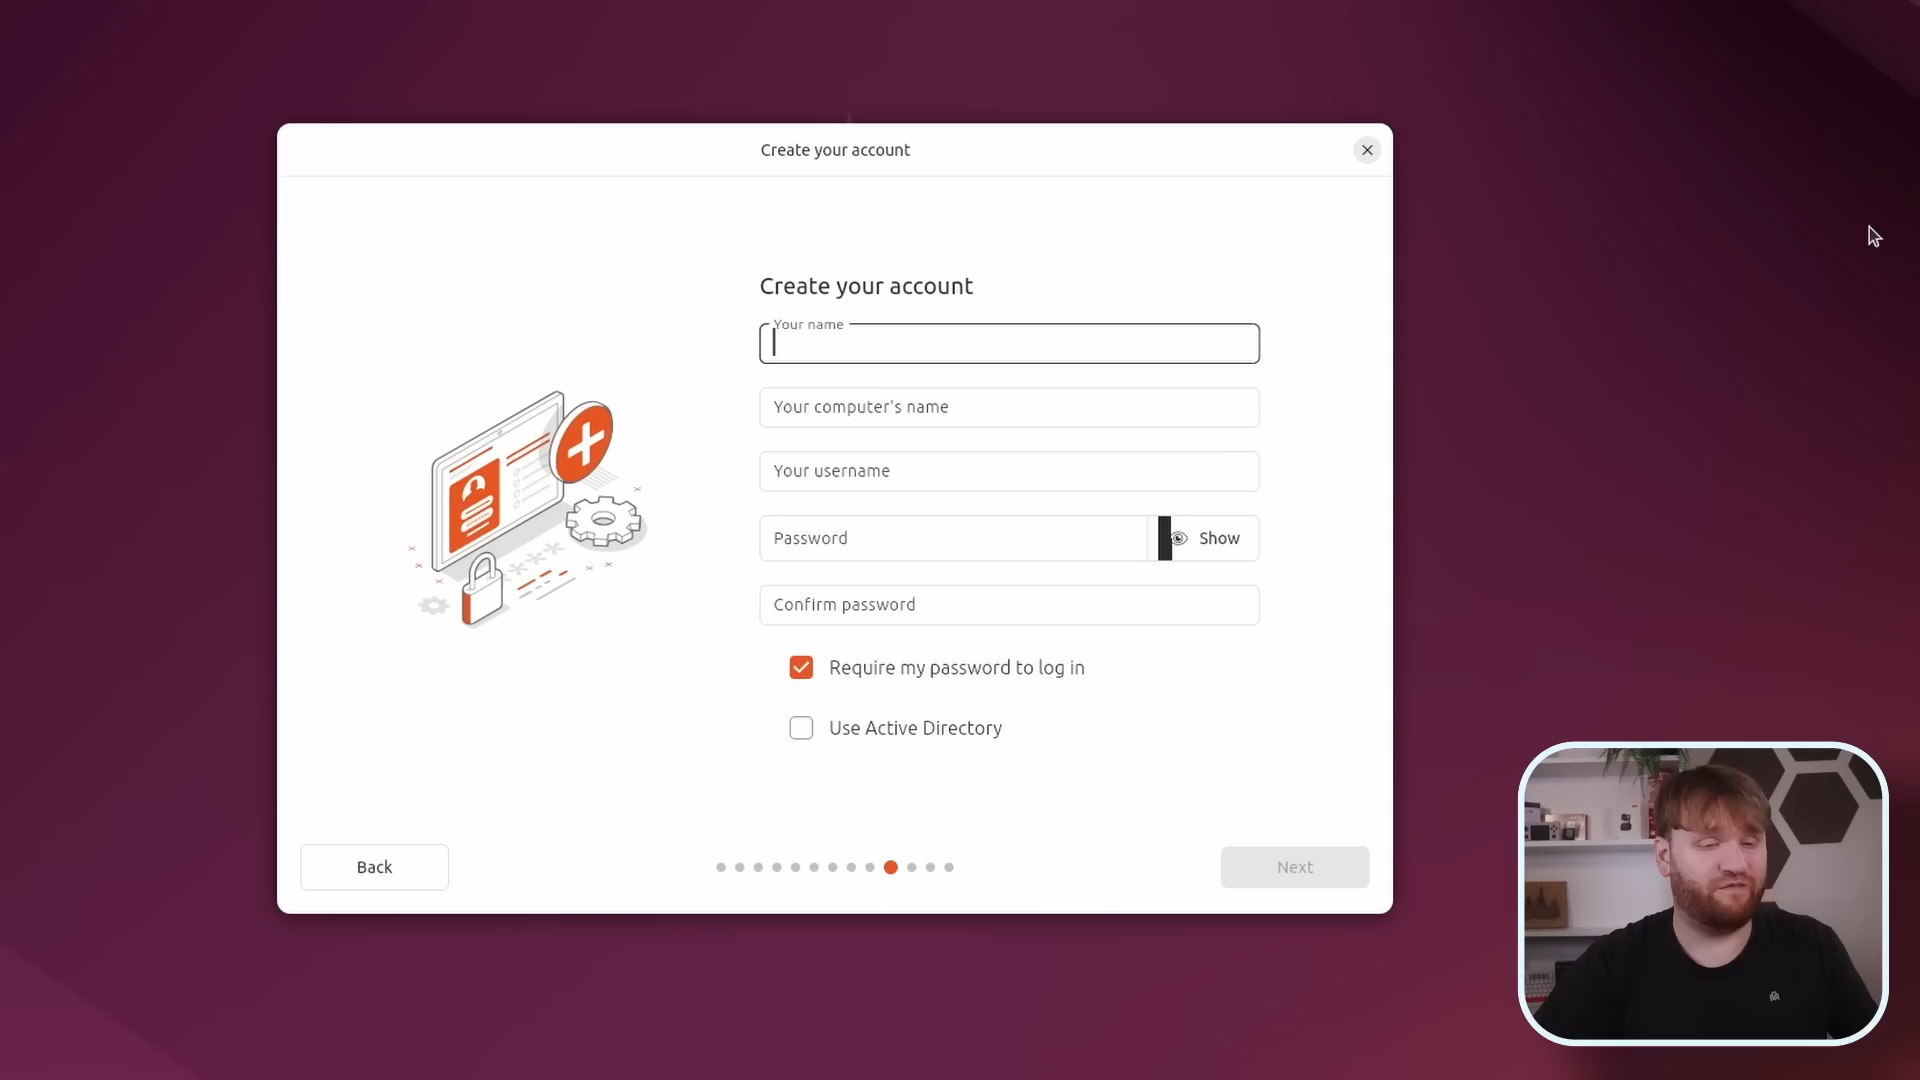 Create your account
Create your account
Your name
Your computer's name
Your username
Password
Show
Confirm password
Require my password to log in
Use Active Directory
Back
Next